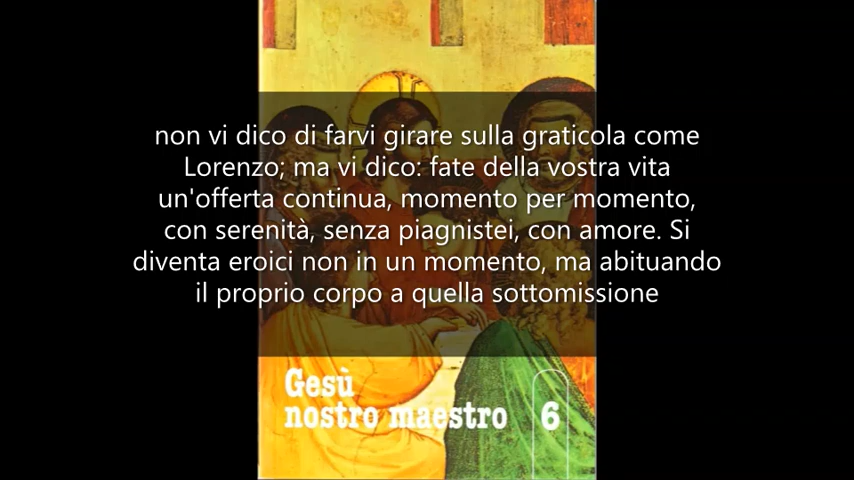 non vi dico di farvi girare sulla graticola come
Lorenzo; ma vi dico: fate della vostra vita
un'offerta continua, momento per momento,
con serenità, senza piagnistei, con amore. Si
diventa eroici non in un momento, ma abituando
il proprio corpo a quella sottomissione
Gesù
nostro maestro 6